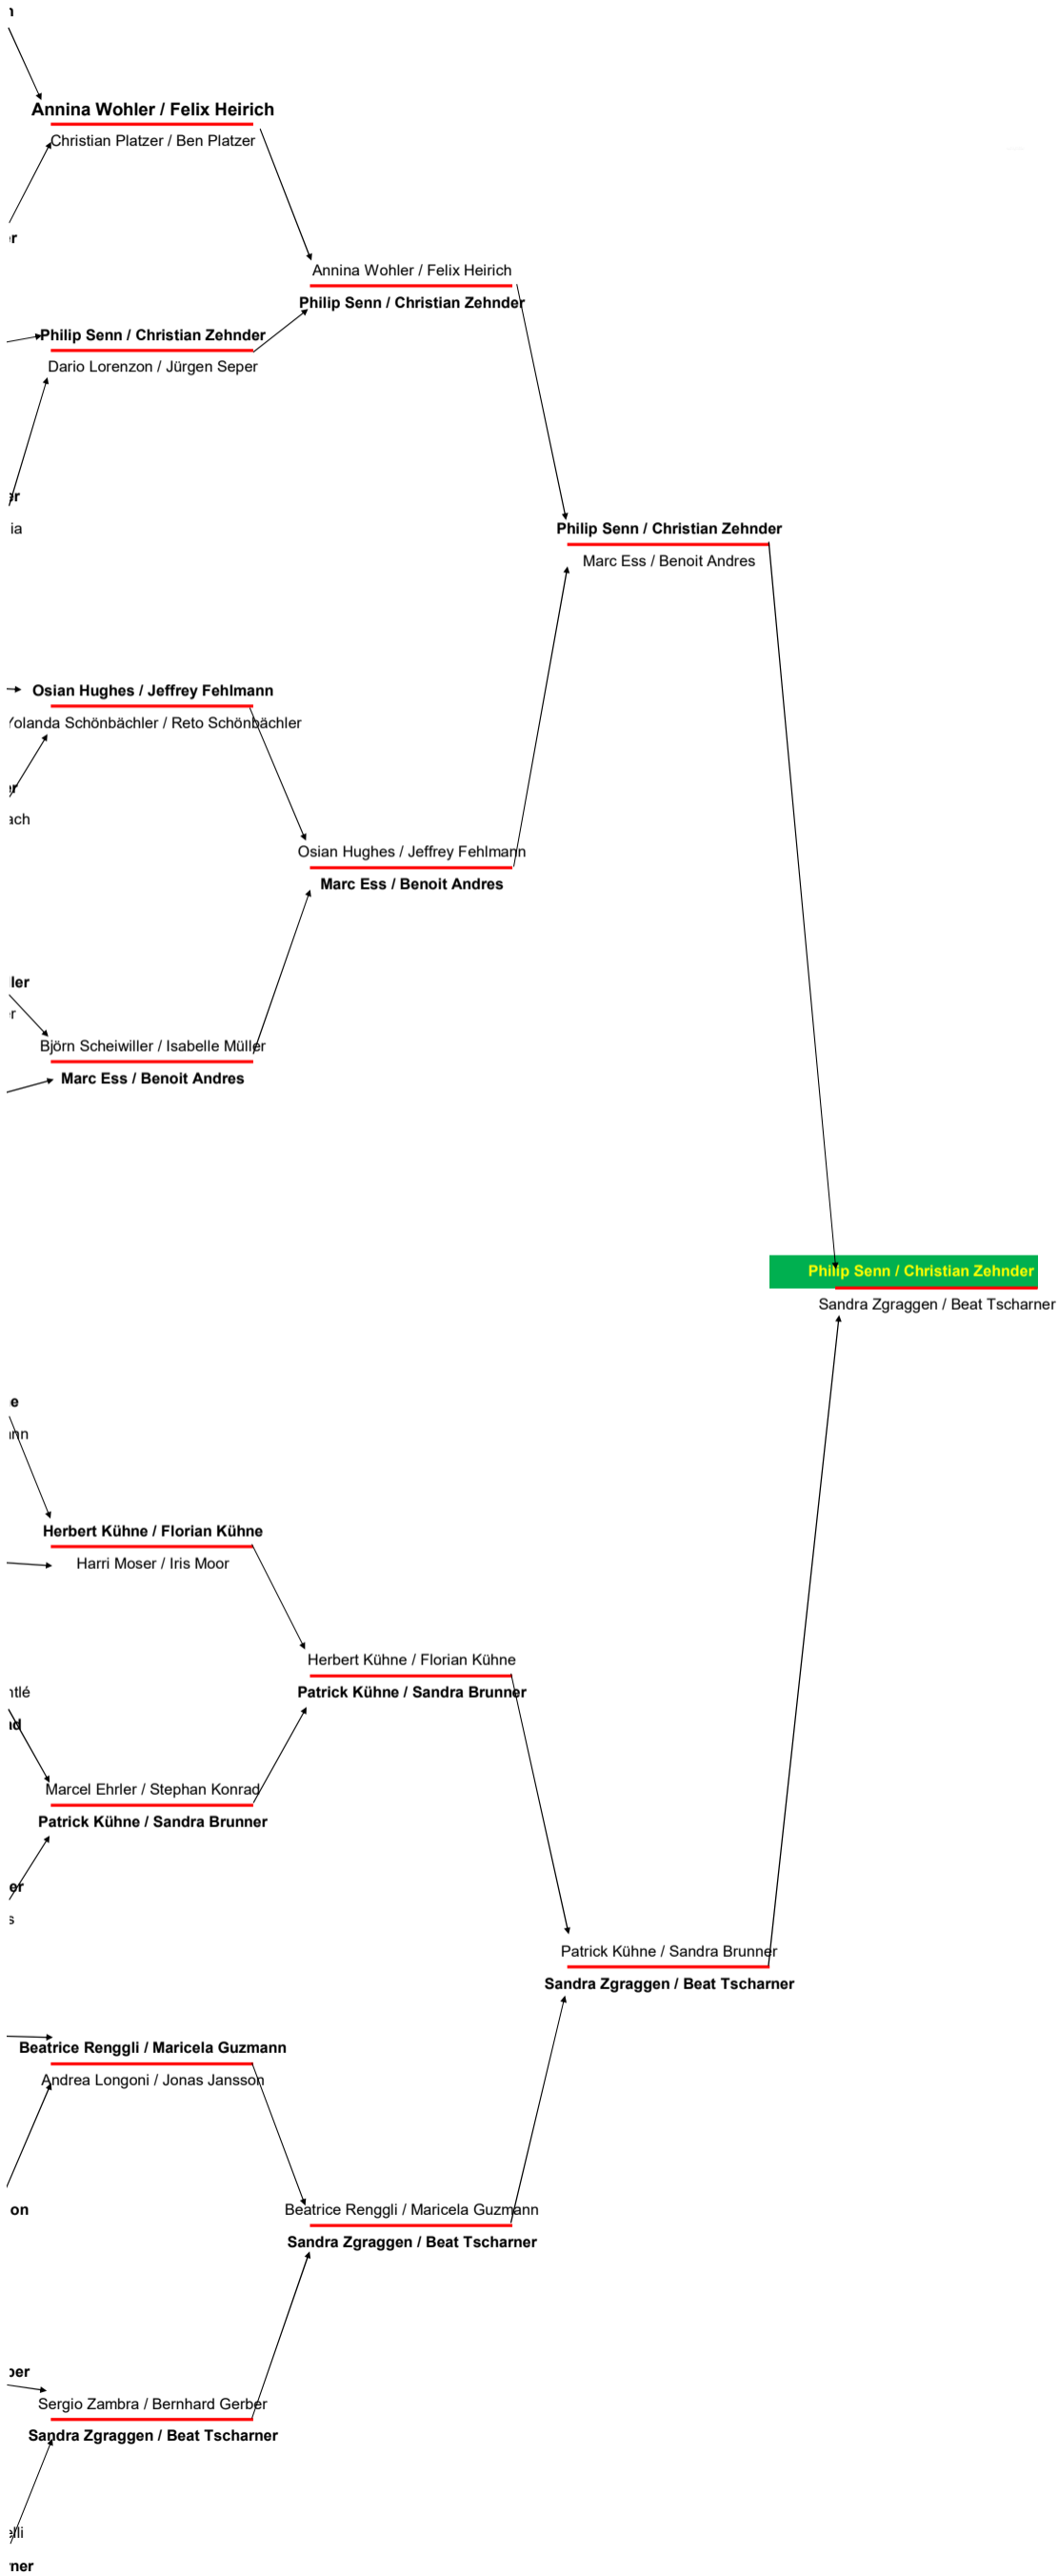 Annina Wohler / Felix Heirich
Christian Platzer / Ben Platzer
Annina Wohler / Felix Heirich
Philip Senn / Christian Zehnder
Philip Senn / Christian Zehnder
Dario Lorenzon / Jürgen Seper
Philip Senn / Christian Zehnder
Marc Ess / Benoit Andres
Osian Hughes / Jeffrey Fehlmann
Yolanda Schönbächler / Reto Schönbächler
Osian Hughes / Jeffrey Fehlmann
Marc Ess / Benoit Andres
Björn Scheiwiller / Isabelle Müller
Marc Ess / Benoit Andres
Philip Senn / Christian Zehnder
Sandra Zgraggen / Beat Tscharner
Herbert Kühne / Florian Kühne
Harri Moser / Iris Moor
Herbert Kühne / Florian Kühne
Patrick Kühne / Sandra Brunner
Marcel Ehrler / Stephan Konrad
Patrick Kühne / Sandra Brunner
Patrick Kühne / Sandra Brunner
Sandra Zgraggen / Beat Tscharner
Beatrice Renggli / Maricela Guzmann
Andrea Longoni / Jonas Jansson
Beatrice Renggli / Maricela Guzmann
Sandra Zgraggen / Beat Tscharner
Sergio Zambra / Bernhard Gerber
Sandra Zgraggen / Beat Tscharner